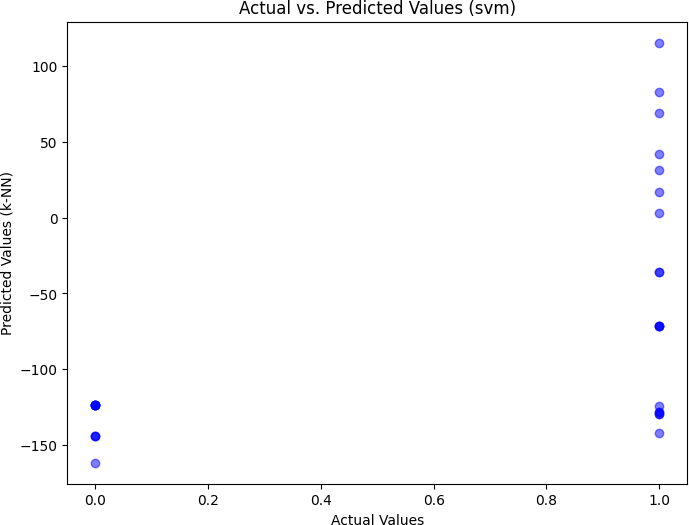 Actual vs. Predicted Values (svm)
Predicted Values (k-NN)
100
50
0
−50
−100
−150
0.0 0.2 0.4 0.6 0.8 1.0
Actual Values